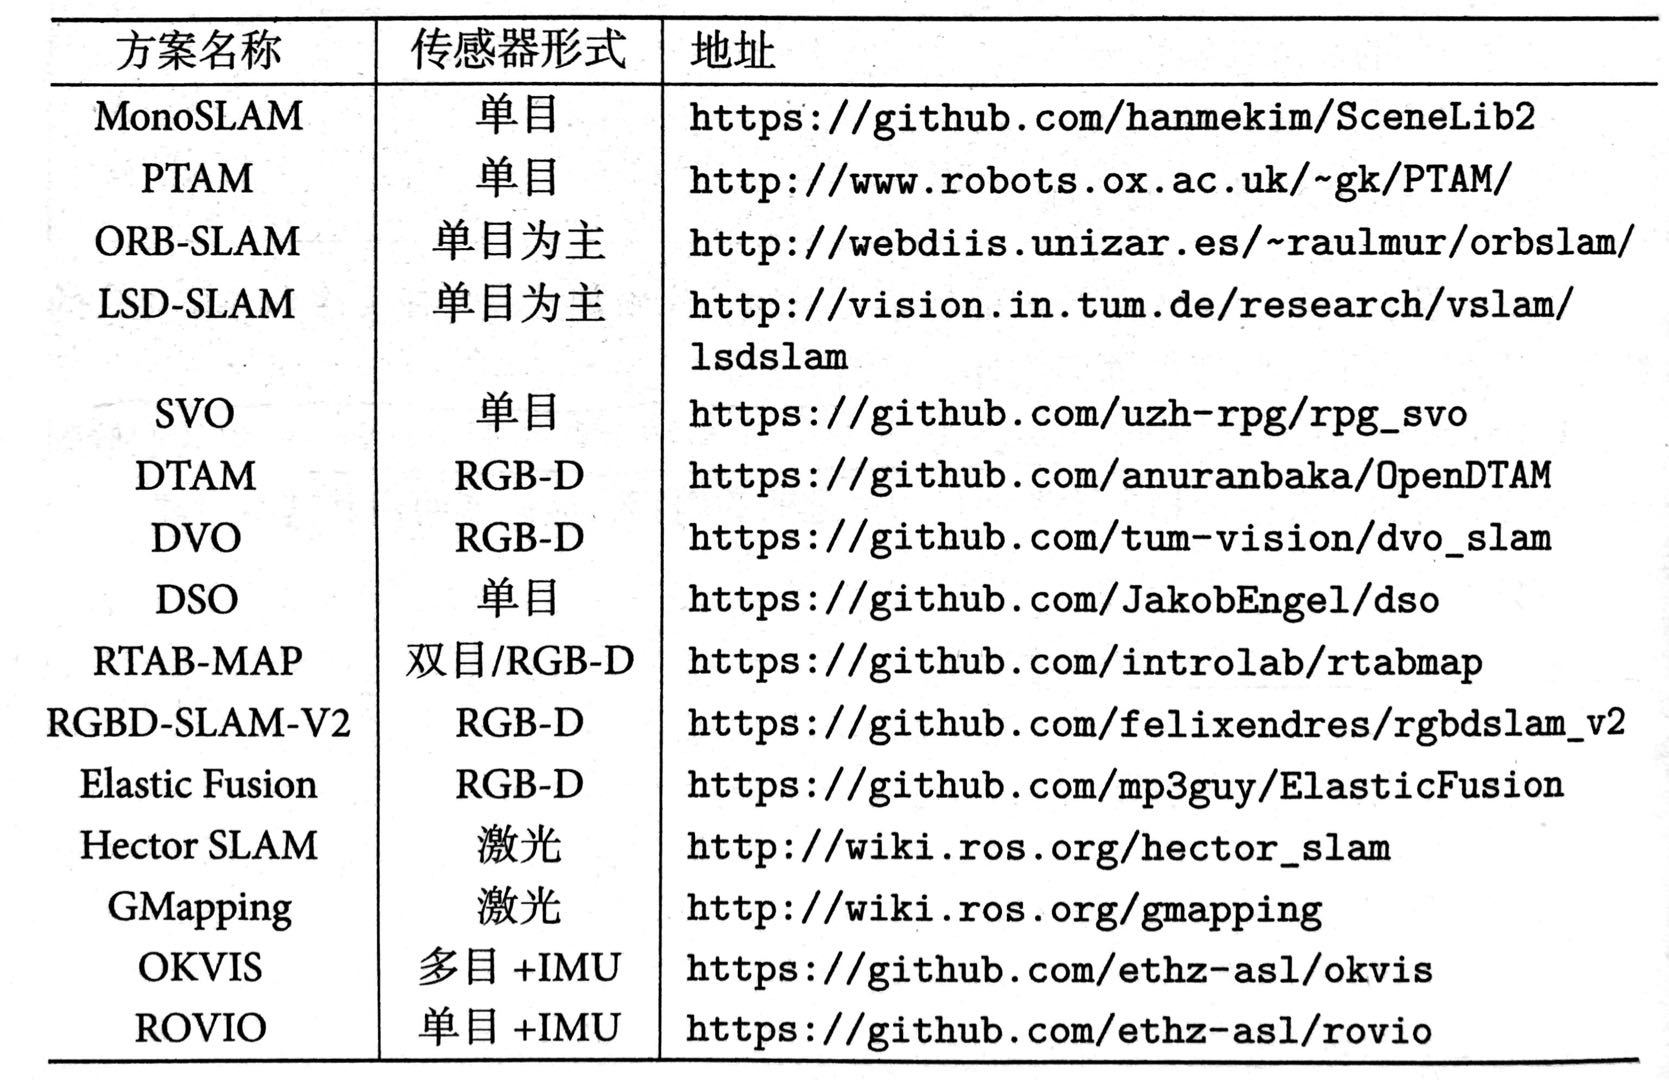 方案名称 传感器形式 地址
MonoSLAM 单目 https://github.com/hanmekim/SceneLib2
PTAM 单目 http://www.robots.ox.ac.uk/~gk/PTAM/
ORB-SLAM 单目为主 http://webdiis.unizar.es/~raulmur/orbslam/
LSD-SLAM 单目为主 http://vision.in.tum.de/research/vslam/
lsdslam
SVO 单目 https://github.com/uzh-rpg/rpg_svo
DTAM RGB-D https://github.com/anuranbaka/OpenDTAM
DVO RGB-D https://github.com/tum-vision/dvo_slam
DSO 单目 https://github.com/JakobEngel/dso
RTAB-MAP 双目/RGB-D https://github.com/introlab/rtabmap
RGBD-SLAM-V2 RGB-D https://github.com/felixendres/rgbdslam_v2
Elastic Fusion RGB-D https://github.com/mp3guy/ElasticFusion
Hector SLAM 激光 http://wiki.ros.org/hector_slam
GMapping 激光 http://wiki.ros.org/gmapping
OKVIS 多目 +IMU https://github.com/ethz-asl/okvis
ROVIO 单目 +IMU https://github.com/ethz-asl/rovio